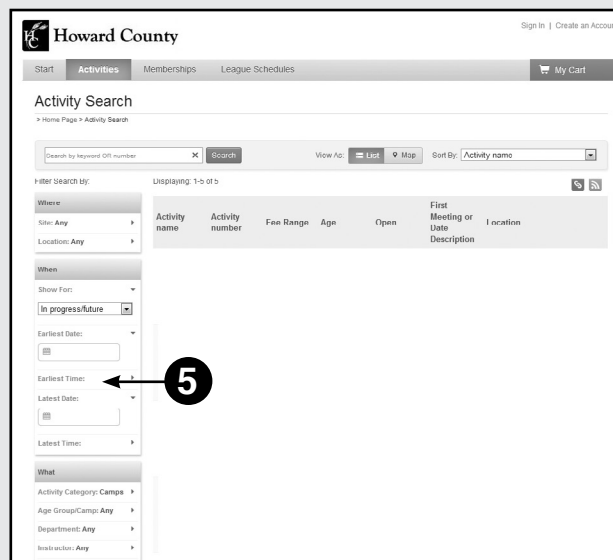 Sign In | Create an Accou
HC Howard County
Start Activities Memberships League Schedules My Cart
Activity Search
> Home Page > Activity Search
Search by keyword OR number × Search View As: List Map Sort By: Activity name
Filter Search By: Displaying: 1-5 of 5
Where
Site: Any
Location: Any
Activity name
Activity number
Fee Range
Age
Open
First Meeting or Date Description
Location
When
Show For:
In progress/future
Earliest Date:
Earliest Time:
5
Latest Date:
Latest Time:
What
Activity Category: Camps
Age Group/Camp: Any
Department: Any
Instructor: Any